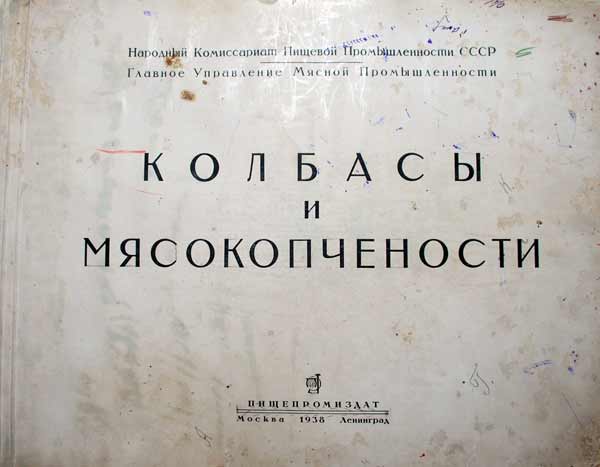 Народный Комиссариат Пищевой Промышленности СССР
Главное Управление Мясной Промышленности
КОЛБАСЫ
И
МЯСОКОПЧЕНОСТИ
ПИЩЕПРОМИЗДАТ
Москва 1938 Ленинград